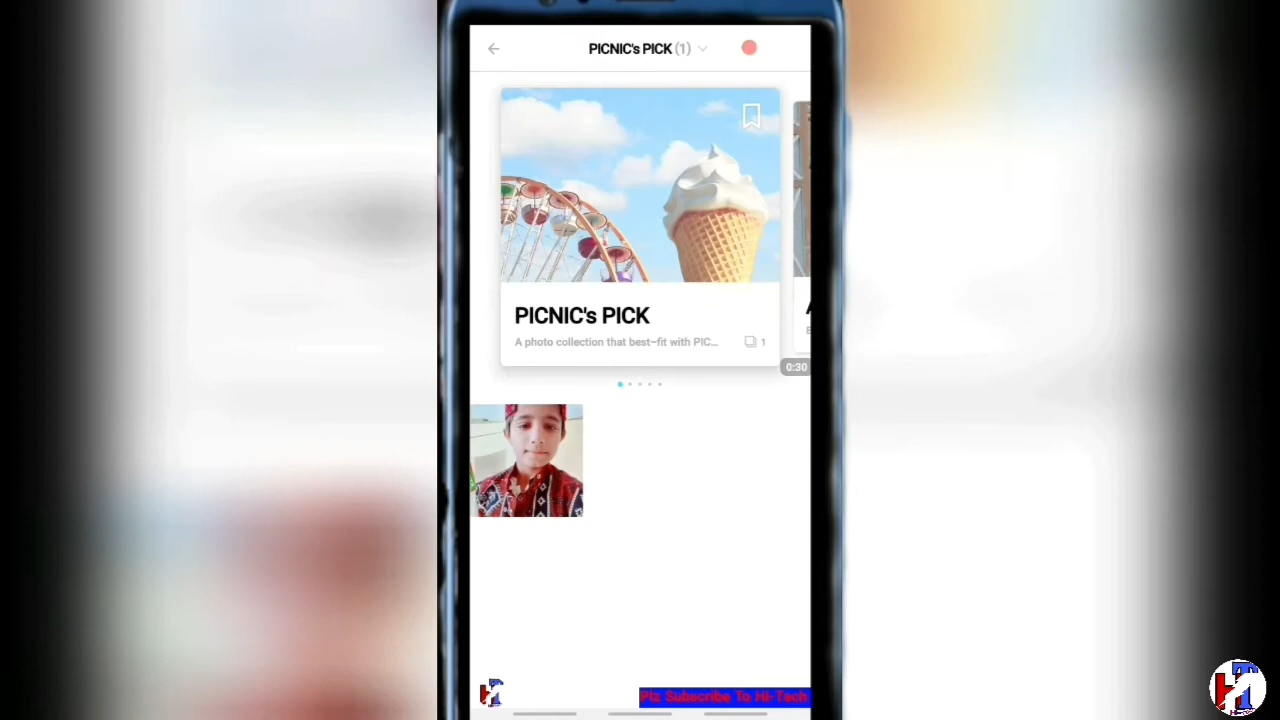 PICNIC's PICK (1)
PICNIC's PICK
A photo collection that best-fit with PIC...
1
0:30
Plz Subscribe To Hi-Tech
HT